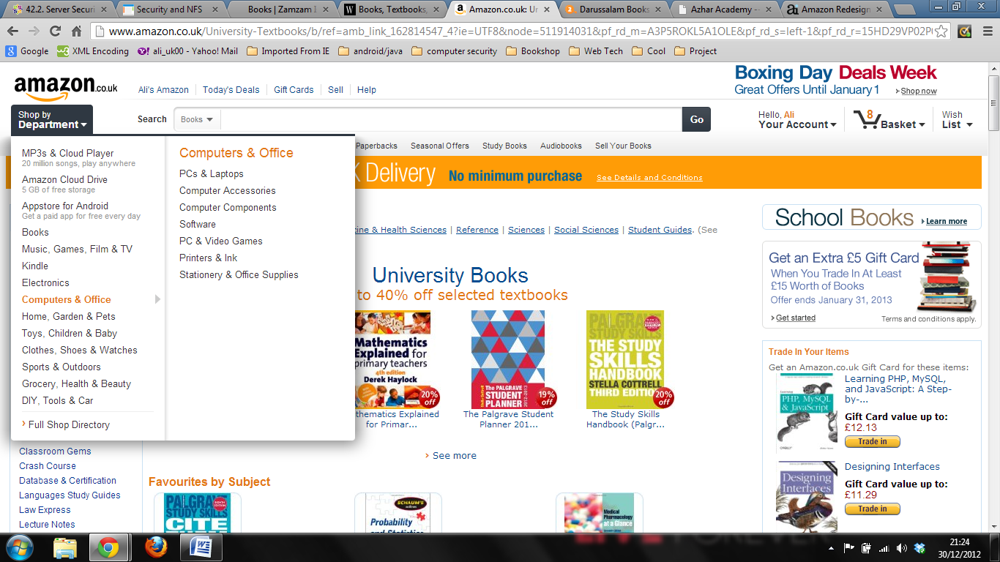 42.2. Server Securi
Security and NFS
Books | Zamzam I
Books, Textbooks,
Amazon.co.uk: Un
Darussalam Books
Azhar Academy --
Amazon Redesign
www.amazon.co.uk/University-Textbooks/b/ref=amb_link_162814547_4?ie=UTF8&node=511914031&pf_rd_m=A3P5ROKL5A1OLE&pf_rd_s=left-1&pf_rd_r=15HD29VP02P
Google
XML Encoding
ali_uk00 - Yahoo! Mail
Imported From IE
android/java
computer security
Bookshop
Web Tech
Cool
Project
amazon.co.uk
Ali's Amazon
Today's Deals
Gift Cards
Sell
Help
Boxing Day Deals Week
Great Offers Until January 1
Shop now
Shop by
Department
Search
Books
Go
Hello, Ali
Your Account
8
Basket
Wish
List
Paperbacks
Seasonal Offers
Study Books
Audiobooks
Sell Your Books
MP3s & Cloud Player
20 million songs, play anywhere
Amazon Cloud Drive
5 GB of free storage
Appstore for Android
Get a paid app for free every day
Books
Music, Games, Film & TV
Kindle
Electronics
Computers & Office
Home, Garden & Pets
Toys, Children & Baby
Clothes, Shoes & Watches
Sports & Outdoors
Grocery, Health & Beauty
DIY, Tools & Car
Full Shop Directory
Computers & Office
PCs & Laptops
Computer Accessories
Computer Components
Software
PC & Video Games
Printers & Ink
Stationery & Office Supplies
K Delivery No minimum purchase See Details and Conditions
cine & Health Sciences | Reference | Sciences | Social Sciences | Student Guides. (See
University Books
to 40% off selected textbooks
Mathematics
Explained for
primary teachers
4th edition
Derek Haylock
20%
off
thematics Explained
for Primar...
The PALGRAVE
STUDENT
PLANNER 2012-2013
19%
off
The Palgrave Student
Planner 201...
PALGRAVE
STUDY SKILLS
THE STUDY
SKILLS
HANDBOOK
STELLA COTTRELL
THIRD EDITION
20%
off
The Study Skills
Handbook (Palgr...
See more
Classroom Gems
Crash Course
Database & Certification
Languages Study Guides
Law Express
Lecture Notes
Favourites by Subject
PALGRAVE
STUDY SKILLS
CITE
SCHAUM'S
outlines
Probability
and Statistics
Medical
Pharmacology
at a Glance
School Books
Learn more
Get an Extra £5 Gift Card
When You Trade In At Least
£15 Worth of Books
Offer ends January 31, 2013
Get started
Terms and conditions apply.
Trade In Your Items
Get an Amazon.co.uk Gift Card for these items:
Learning
PHP, MySQL
& JavaScript
O'REILLY
Learning PHP, MySQL,
and JavaScript: A Step-
by-...
Gift Card value up to:
£12.13
Trade in
Designing
Interfaces
Designing Interfaces
Gift Card value up to:
£11.29
Trade in
LIVE FOREVER
21:24
30/12/2012